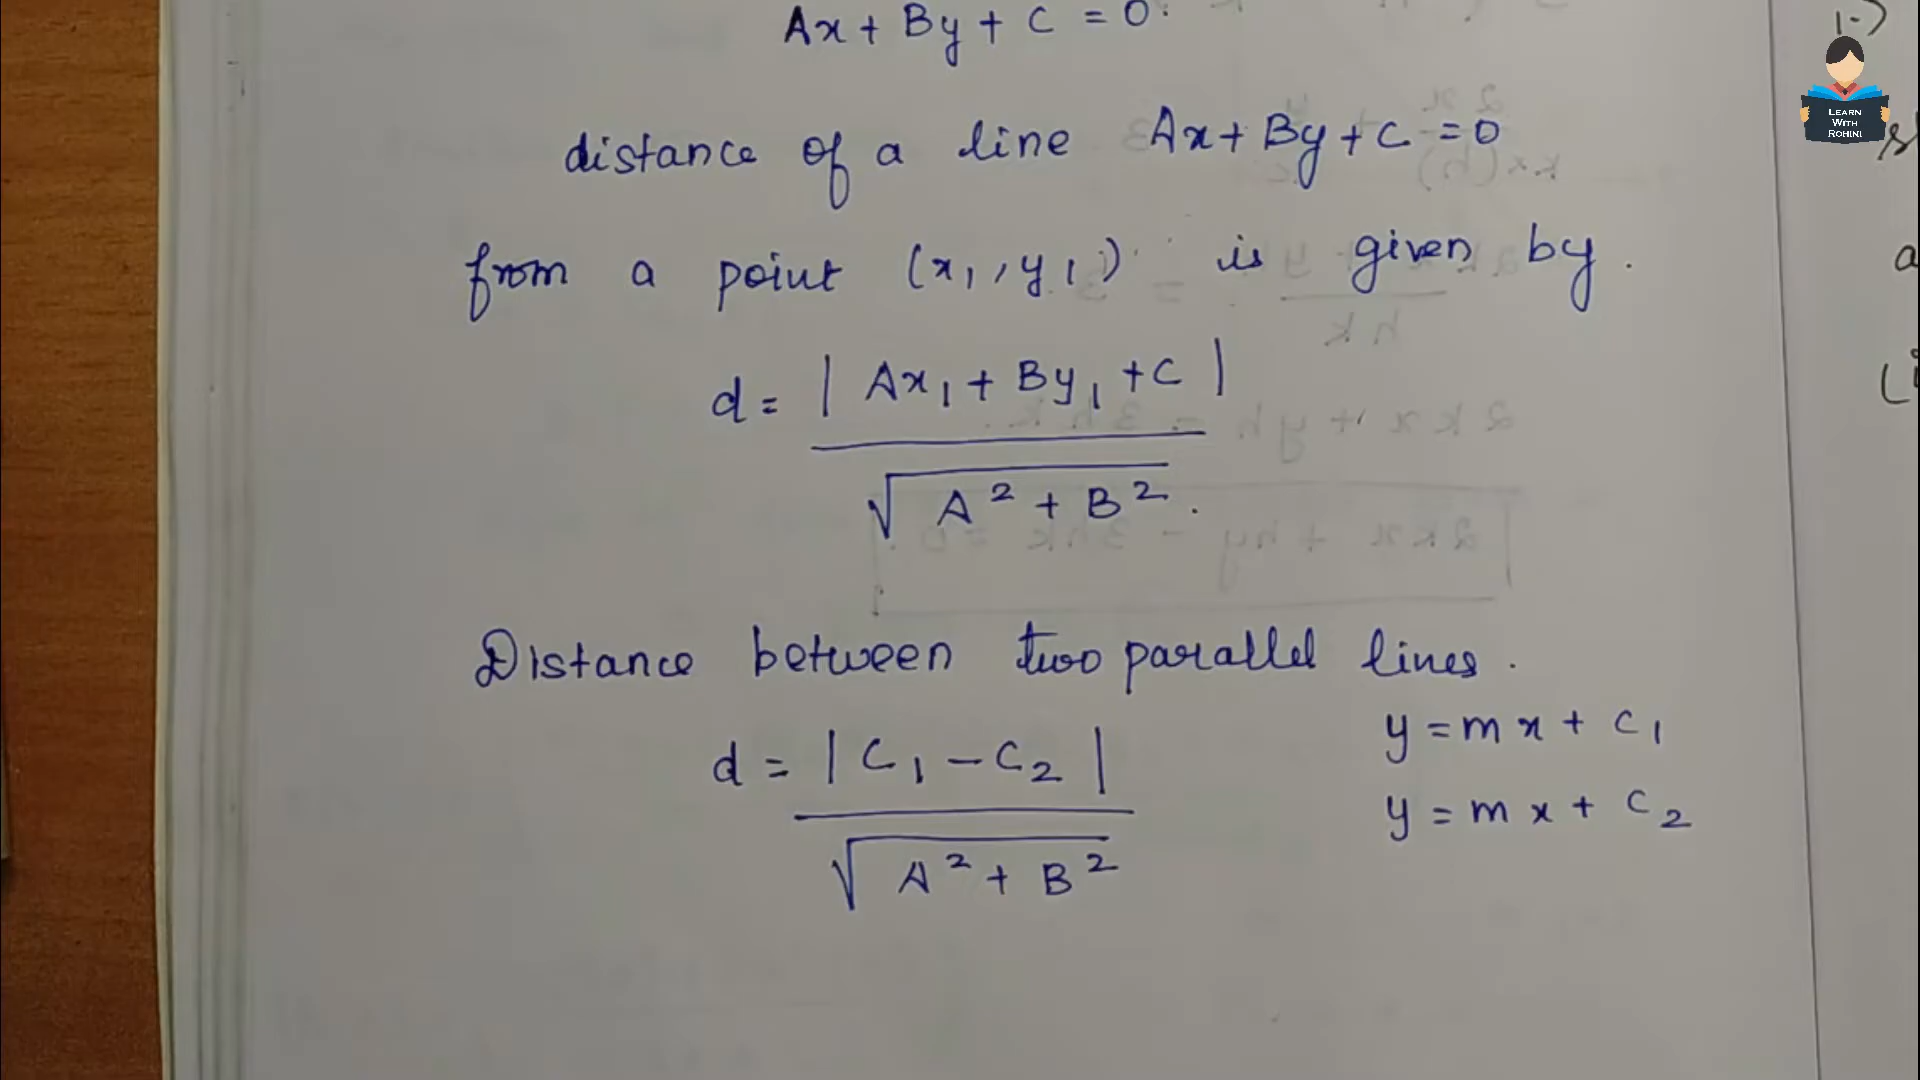 Ax + By + C = 0.
distance of a line Ax + By + C = 0
from a point (x₁, y₁) is given by.
d = | Ax₁ + By₁ + C |
√ A² + B² .
Distance between two parallel lines.
d = | C₁ - C₂ |
√ A² + B²
y = mx + C₁
y = mx + C₂
1.)
LEARN
WITH
ROHINI